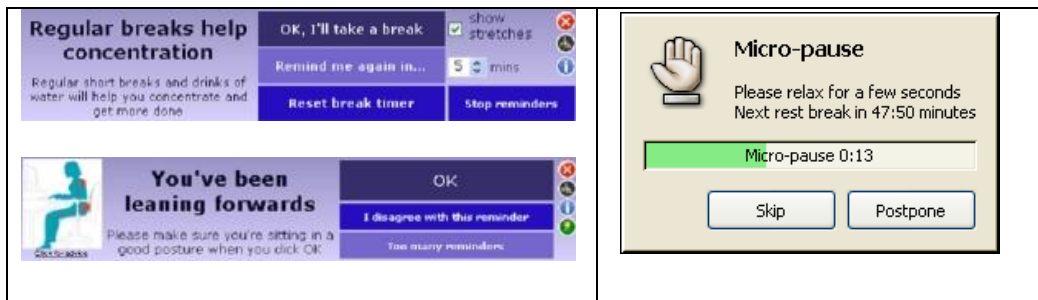 Regular breaks help
concentration
Regular short breaks and drinks of
water will help you concentrate and
get more done
OK, I'll take a break
show
stretches
Remind me again in...
5 mins
Reset break timer
Stop reminders
You've been
leaning forwards
Please make sure you're sitting in a
good posture when you click OK
Click for advice
OK
I disagree with this reminder
Too many reminders
Micro-pause
Please relax for a few seconds
Next rest break in 47:50 minutes
Micro-pause 0:13
Skip
Postpone